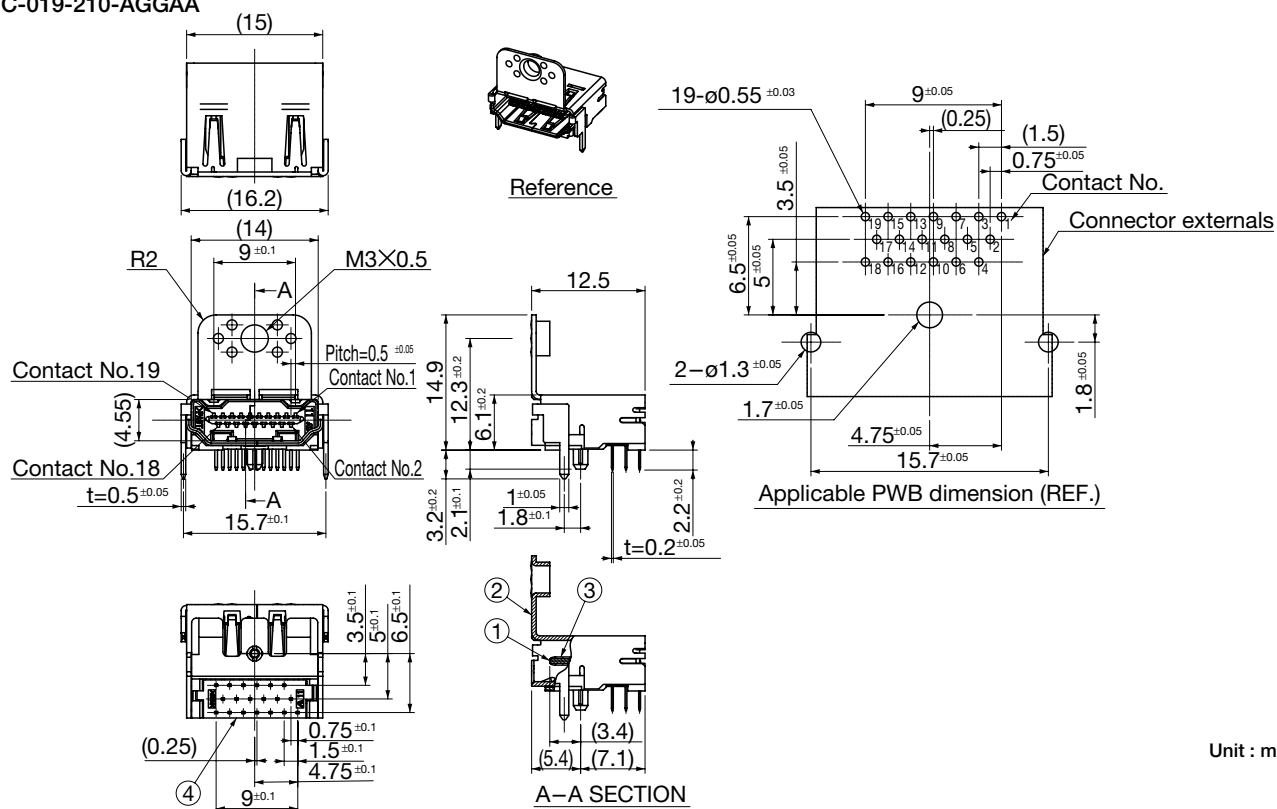 C-019-210-AGGAA
(15)
(16.2)
Reference
(14)
9±0.1
R2
M3×0.5
A
Pitch=0.5 ±0.05
Contact No.19
Contact No.1
(4.55)
Contact No.18
Contact No.2
t=0.5±0.05
A
15.7±0.1
12.5
14.9
12.3±0.2
6.1±0.2
3.2±0.2
2.1±0.1
1±0.05
1.8±0.1
2.2±0.2
t=0.2±0.05
19-ø0.55 ±0.03
9±0.05
(0.25)
(1.5)
0.75±0.05
Contact No.
Connector externals
3.5 ±0.05
6.5±0.05
5±0.05
19 15 13 9 7 3 1
17 14 11 8 5 2
18 16 12 10 6 4
2–ø1.3±0.05
1.7±0.05
1.8±0.05
4.75±0.05
15.7±0.05
Applicable PWB dimension (REF.)
3.5±0.1
5±0.1
6.5±0.1
(0.25)
0.75±0.1
1.5±0.1
4.75±0.1
④
9±0.1
②
③
①
(3.4)
(5.4)
(7.1)
A–A SECTION
Unit : m